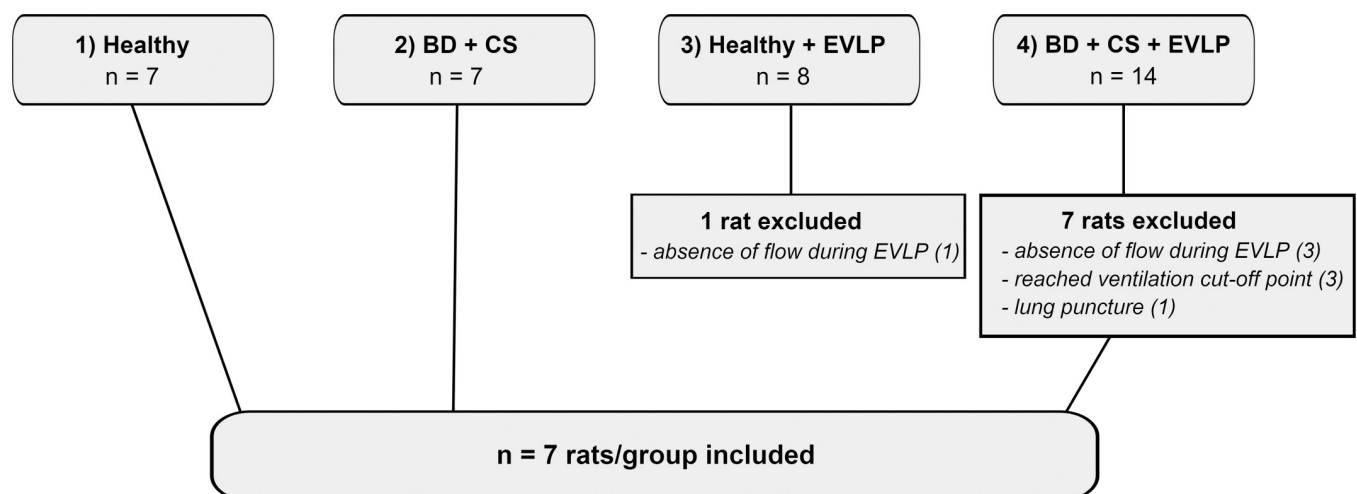 1) Healthy
n = 7
2) BD + CS
n = 7
3) Healthy + EVLP
n = 8
4) BD + CS + EVLP
n = 14
1 rat excluded
- absence of flow during EVLP (1)
7 rats excluded
- absence of flow during EVLP (3)
- reached ventilation cut-off point (3)
- lung puncture (1)
n = 7 rats/group included